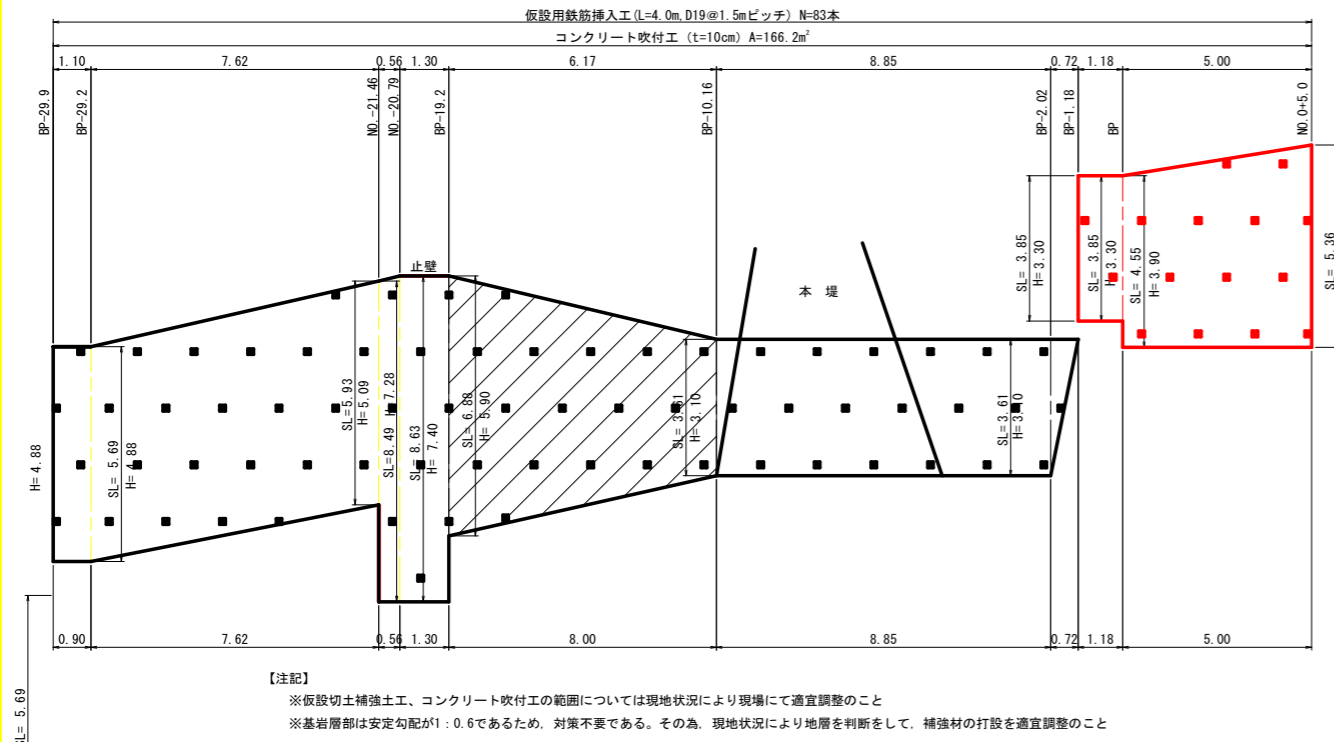 仮設用鉄筋挿入工(L=4.0m,D19@1.5mピッチ) N=83本
コンクリート吹付工 (t=10cm) A=166.2m²
1.10 7.62 0.56 1.30 6.17 8.85 0.72 1.18 5.00
BP-29.9
BP-29.2
NO.-21.46
NO.-20.79
BP-19.2
BP-10.16
BP-2.02
BP-1.18
BP
NO.0+5.0
止壁
本 堤
H=4.88
SL= 5.69
H=4.88
SL=5.93
H=5.09
SL=8.49 H=7.28
SL= 8.63
H= 7.40
SL= 6.88
H= 5.90
SL= 3.61
H= 3.10
SL=3.61
H=3.10
SL= 3.85
H= 3.30
SL= 3.85
H= 3.30
SL= 4.55
H= 3.90
SL= 5.36
0.90 7.62 0.56 1.30 8.00 8.85 0.72 1.18 5.00
SL= 5.69
【注記】
※仮設切土補強土工、コンクリート吹付工の範囲については現地状況により現場にて適宜調整のこと
※基岩層部は安定勾配が1：0.6であるため, 対策不要である。その為, 現地状況により地層を判断をして, 補強材の打設を適宜調整のこと